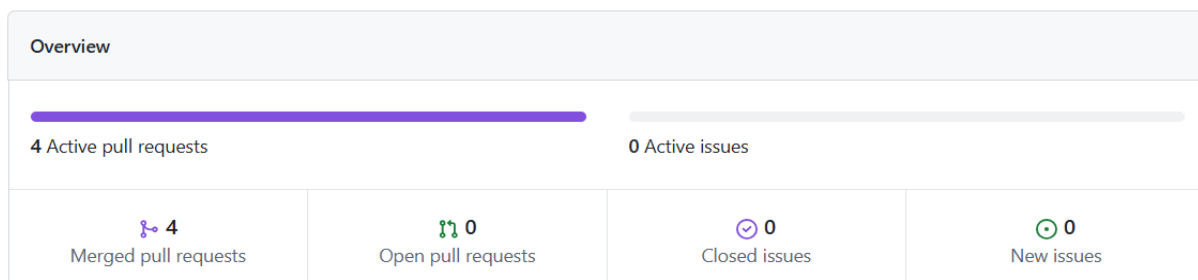 Overview
4 Active pull requests
0 Active issues
4
Merged pull requests
0
Open pull requests
0
Closed issues
0
New issues